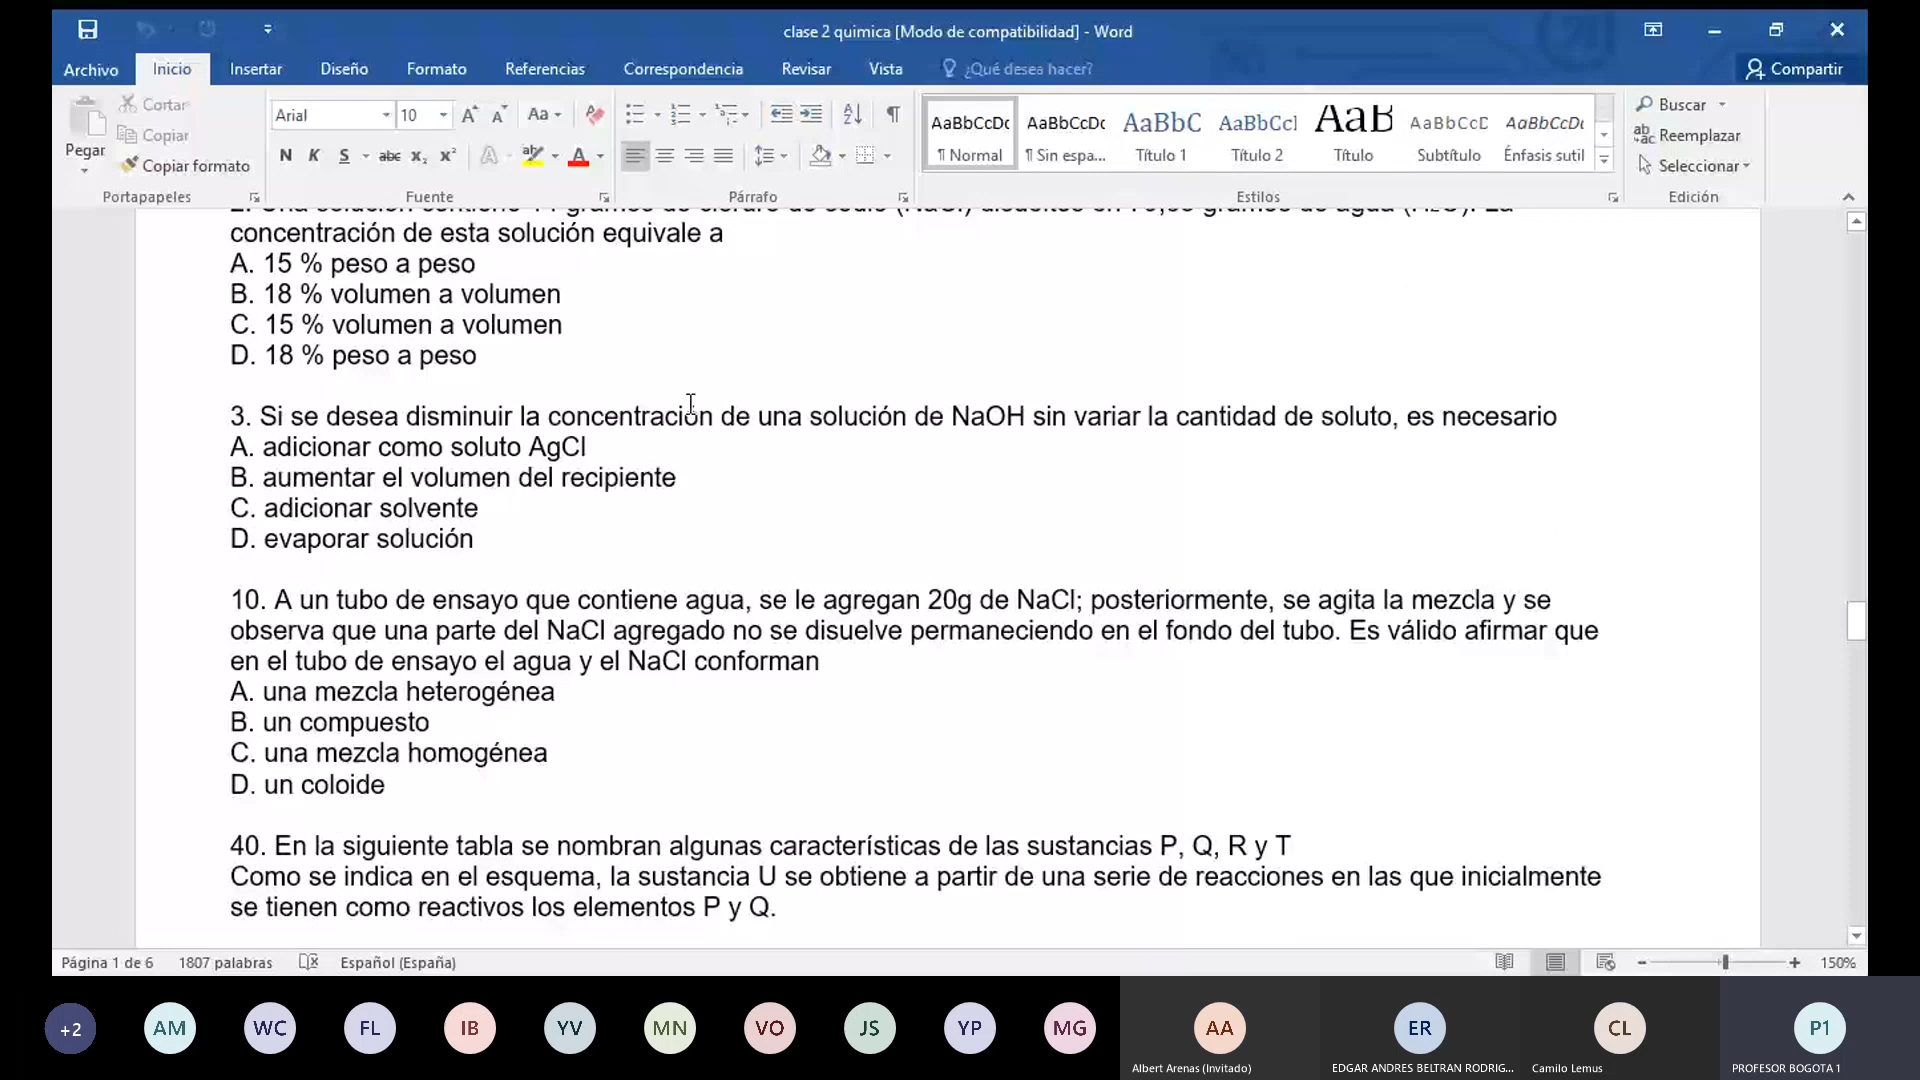 clase 2 quimica [Modo de compatibilidad] - Word
Archivo Inicio Insertar Diseño Formato Referencias Correspondencia Revisar Vista ¿Qué desea hacer? Compartir
Pegar
Cortar
Copiar
Copiar formato
Portapapeles
Arial 10
Aa
N K S abc x₂ x² A A
Fuente
Párrafo
AaBbCcDc AaBbCcDc AaBbC AaBbCcl AaB AaBbCcD AaBbCcDc
¶ Normal ¶ Sin espa... Título 1 Título 2 Título Subtítulo Énfasis sutil
Estilos
Buscar
Reemplazar
Seleccionar
Edición
concentración de esta solución equivale a
A. 15 % peso a peso
B. 18 % volumen a volumen
C. 15 % volumen a volumen
D. 18 % peso a peso
3. Si se desea disminuir la concentración de una solución de NaOH sin variar la cantidad de soluto, es necesario
A. adicionar como soluto AgCl
B. aumentar el volumen del recipiente
C. adicionar solvente
D. evaporar solución
10. A un tubo de ensayo que contiene agua, se le agregan 20g de NaCl; posteriormente, se agita la mezcla y se
observa que una parte del NaCl agregado no se disuelve permaneciendo en el fondo del tubo. Es válido afirmar que
en el tubo de ensayo el agua y el NaCl conforman
A. una mezcla heterogénea
B. un compuesto
C. una mezcla homogénea
D. un coloide
40. En la siguiente tabla se nombran algunas características de las sustancias P, Q, R y T
Como se indica en el esquema, la sustancia U se obtiene a partir de una serie de reacciones en las que inicialmente
se tienen como reactivos los elementos P y Q.
Página 1 de 6 1807 palabras Español (España) 150%
+2 AM WC FL IB YV MN VO JS YP MG AA ER CL P1
Albert Arenas (Invitado) EDGAR ANDRES BELTRAN RODRIG... Camilo Lemus PROFESOR BOGOTA 1